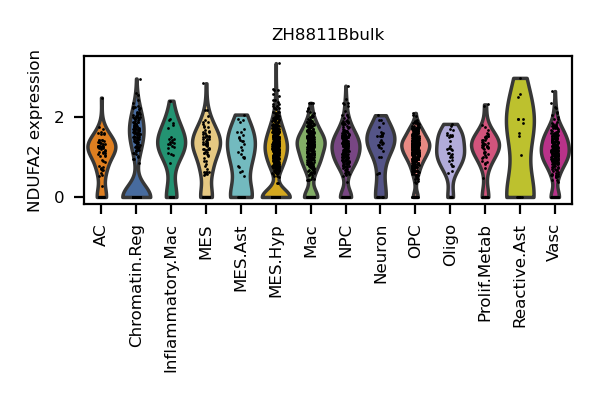 ZH8811Bbulk
NDUFA2 expression
2
0
AC
Chromatin.Reg
Inflammatory.Mac
MES
MES.Ast
MES.Hyp
Mac
NPC
Neuron
OPC
Oligo
Prolif.Metab
Reactive.Ast
Vasc